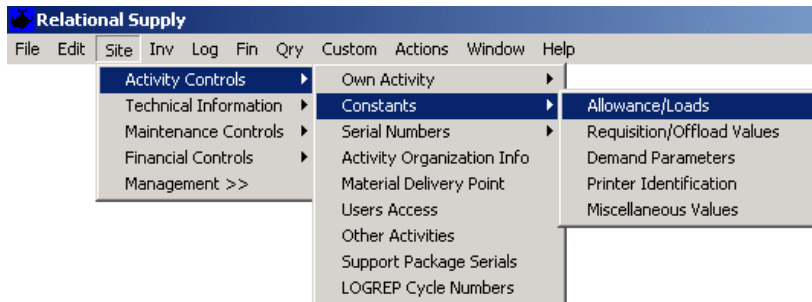 Relational Supply
File Edit Site Inv Log Fin Qry Custom Actions Window Help
Activity Controls
Technical Information
Maintenance Controls
Financial Controls
Management >>
Own Activity
Constants
Serial Numbers
Activity Organization Info
Material Delivery Point
Users Access
Other Activities
Support Package Serials
LOGREP Cycle Numbers
Allowance/Loads
Requisition/Offload Values
Demand Parameters
Printer Identification
Miscellaneous Values